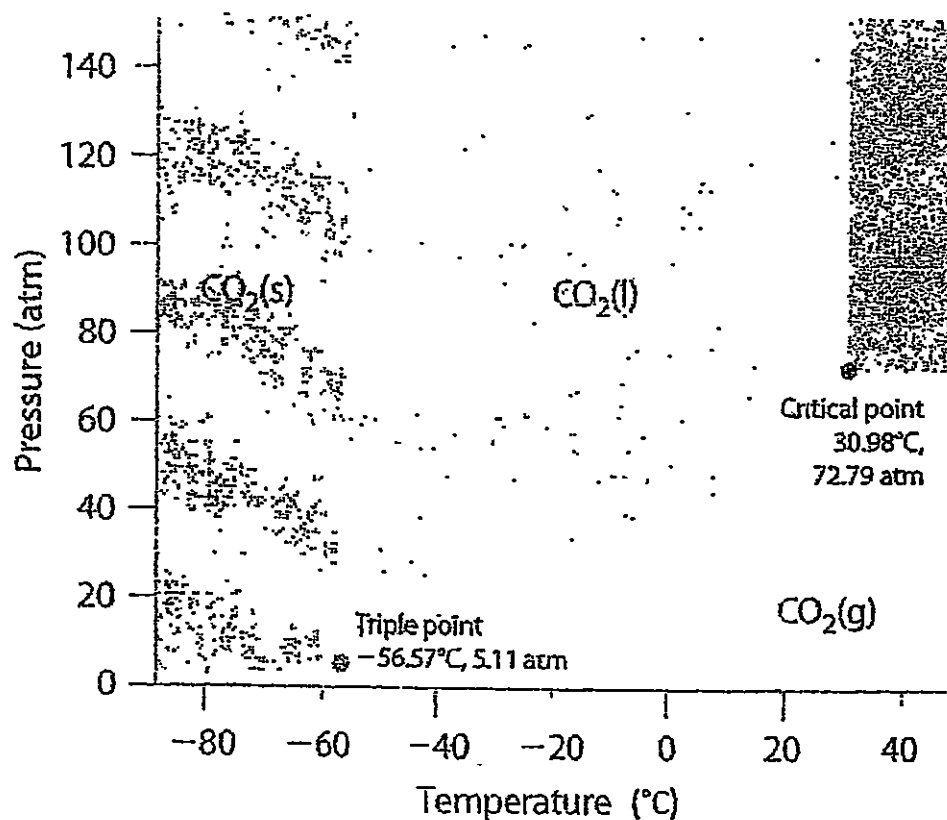 140
120
100
80
60
40
20
0
Pressure (atm)
CO₂(s)
CO₂(l)
Critical point
30.98°C,
72.79 atm
CO₂(g)
Triple point
−56.57°C, 5.11 atm
−80
−60
−40
−20
0
20
40
Temperature (°C)